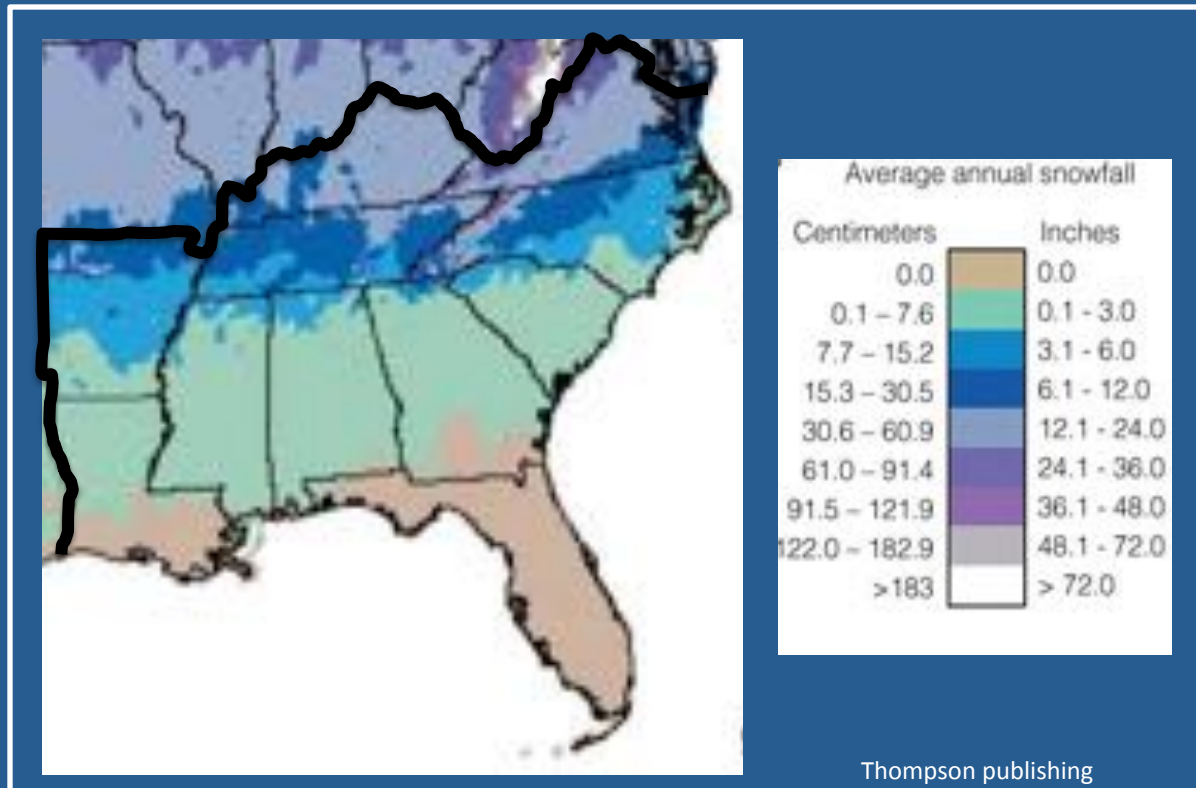 Average annual snowfall
Centimeters Inches
0.0 0.0
0.1 – 7.6 0.1 - 3.0
7.7 – 15.2 3.1 - 6.0
15.3 – 30.5 6.1 - 12.0
30.6 – 60.9 12.1 - 24.0
61.0 – 91.4 24.1 - 36.0
91.5 – 121.9 36.1 - 48.0
122.0 – 182.9 48.1 - 72.0
>183 > 72.0
Thompson publishing